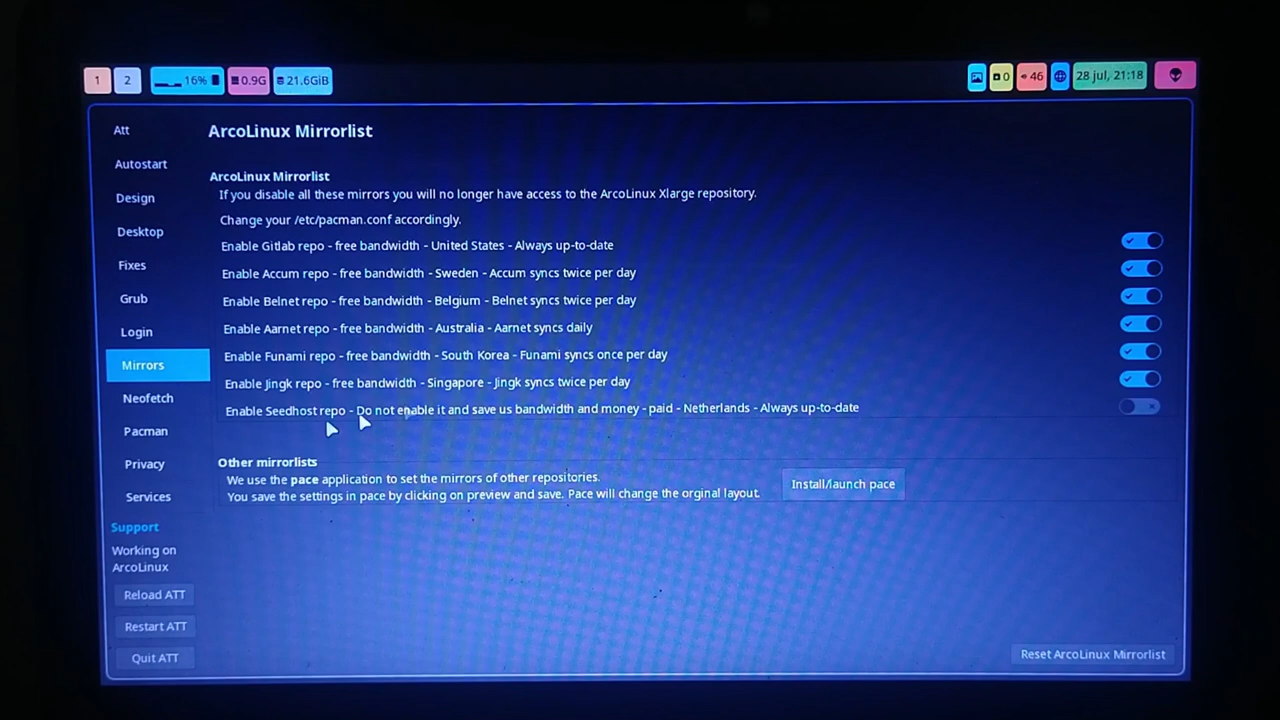 1 2 16% 0.9G 21.6GiB 0 46 28 jul, 21:18
Att
Autostart
Design
Desktop
Fixes
Grub
Login
Mirrors
Neofetch
Pacman
Privacy
Services
Support
Working on
ArcoLinux
Reload ATT
Restart ATT
Quit ATT
ArcoLinux Mirrorlist
ArcoLinux Mirrorlist
If you disable all these mirrors you will no longer have access to the ArcoLinux Xlarge repository.
Change your /etc/pacman.conf accordingly.
Enable Gitlab repo - free bandwidth - United States - Always up-to-date
Enable Accum repo - free bandwidth - Sweden - Accum syncs twice per day
Enable Belnet repo - free bandwidth - Belgium - Belnet syncs twice per day
Enable Aarnet repo - free bandwidth - Australia - Aarnet syncs daily
Enable Funami repo - free bandwidth - South Korea - Funami syncs once per day
Enable Jingk repo - free bandwidth - Singapore - Jingk syncs twice per day
Enable Seedhost repo - Do not enable it and save us bandwidth and money - paid - Netherlands - Always up-to-date
Other mirrorlists
We use the pace application to set the mirrors of other repositories.
You save the settings in pace by clicking on preview and save. Pace will change the orginal layout.
Install/launch pace
Reset ArcoLinux Mirrorlist